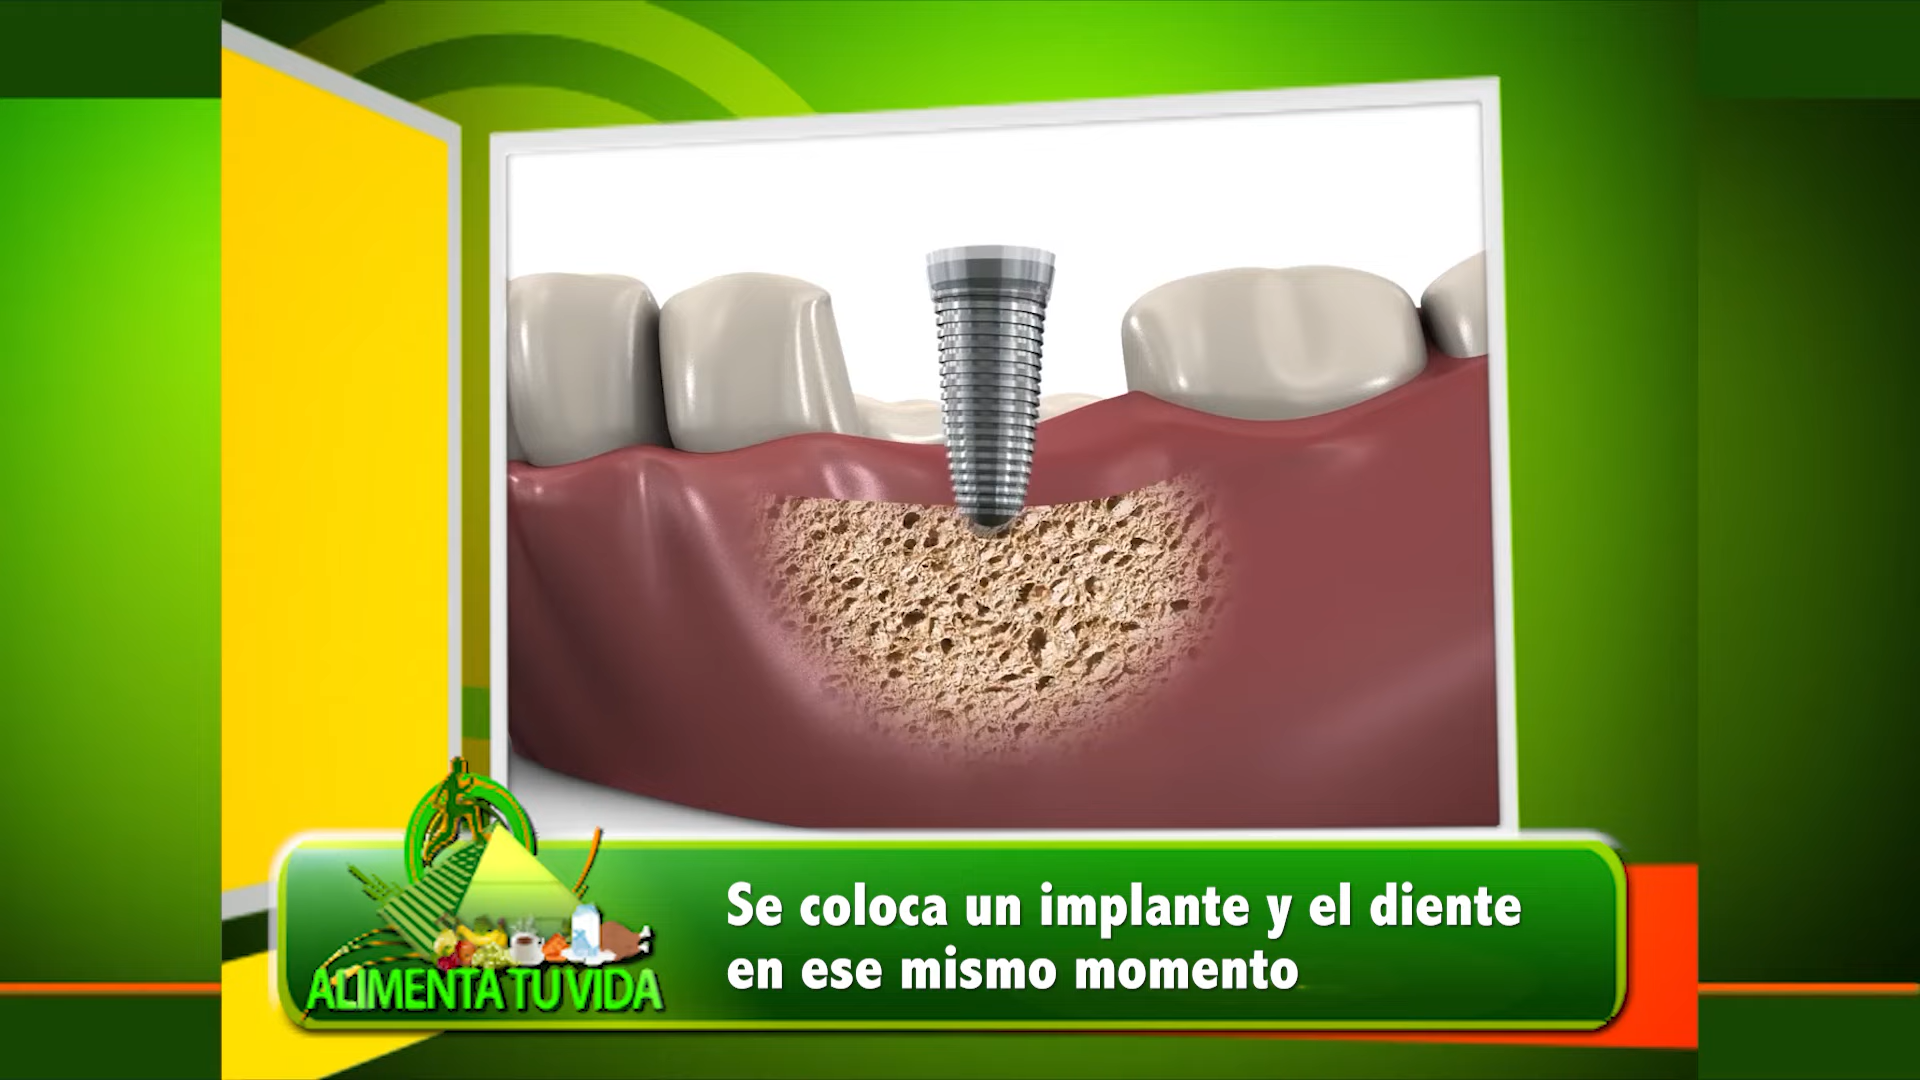 Se coloca un implante y el diente
en ese mismo momento
ALIMENTA TU VIDA